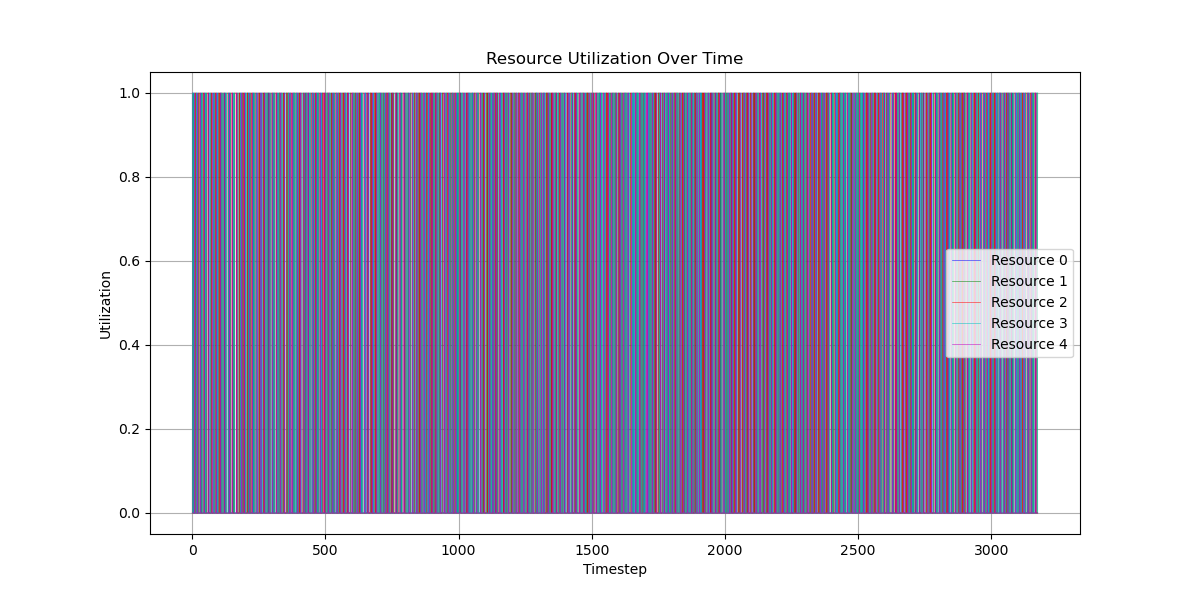 Resource Utilization Over Time
Utilization
1.0
0.8
0.6
0.4
0.2
0.0
Resource 0
Resource 1
Resource 2
Resource 3
Resource 4
0 500 1000 1500 2000 2500 3000
Timestep